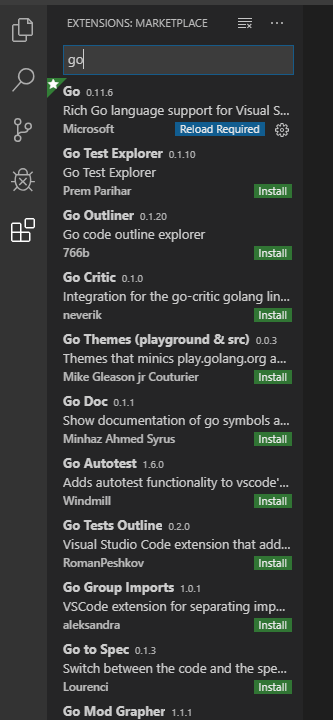 EXTENSIONS: MARKETPLACE
go
Go 0.11.6
Rich Go language support for Visual S...
Microsoft Reload Required
Go Test Explorer 0.1.10
Go Test Explorer
Prem Parihar Install
Go Outliner 0.1.20
Go code outline explorer
766b Install
Go Critic 0.1.0
Integration for the go-critic golang lin...
neverik Install
Go Themes (playground & src) 0.0.3
Themes that minics play.golang.org a...
Mike Gleason jr Couturier Install
Go Doc 0.1.1
Show documentation of go symbols a...
Minhaz Ahmed Syrus Install
Go Autotest 1.6.0
Adds autotest functionality to vscode'...
Windmill Install
Go Tests Outline 0.2.0
Visual Studio Code extension that add...
RomanPeshkov Install
Go Group Imports 1.0.1
VSCode extension for separating imp...
aleksandra Install
Go to Spec 0.1.3
Switch between the code and the spe...
Lourenci Install
Go Mod Grapher 1.1.1